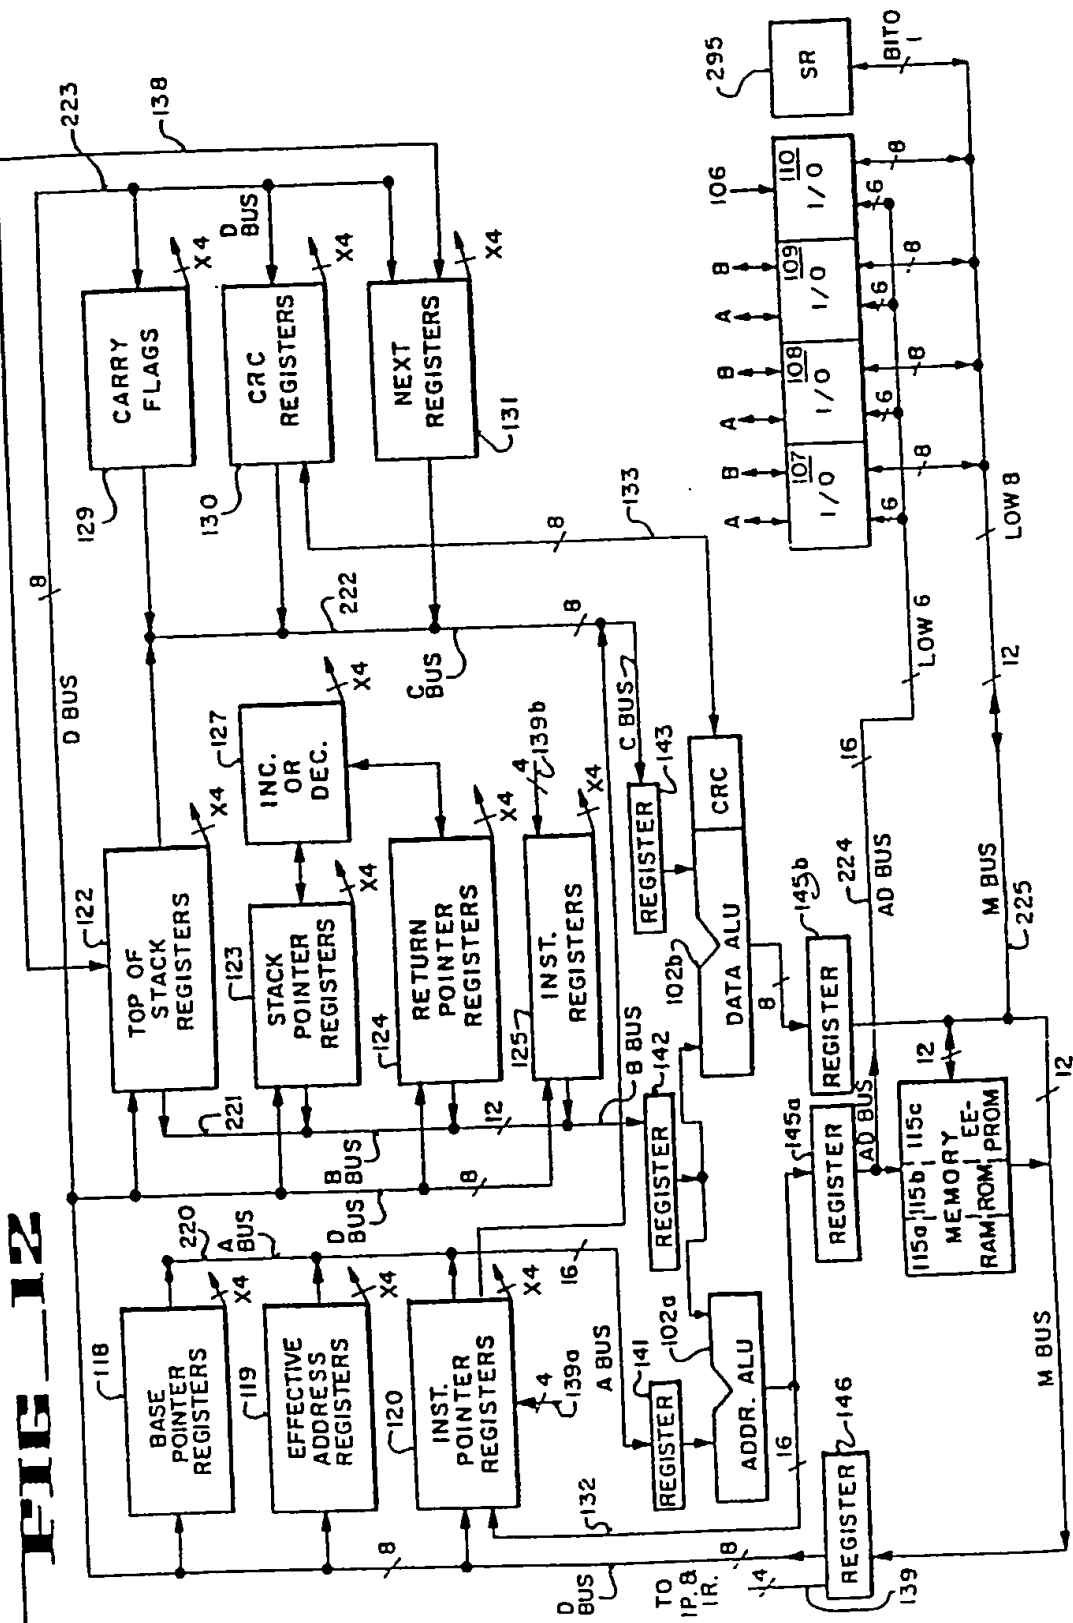 FIG_12
118
BASE
POINTER
REGISTERS
X4
119
EFFECTIVE
ADDRESS
REGISTERS
X4
120
INST.
POINTER
REGISTERS
X4
4
139a
220
A
BUS
16
A BUS
D
BUS
8
B
BUS
221
12
B BUS
D BUS
8
122
TOP OF
STACK
REGISTERS
X4
123
STACK
POINTER
REGISTERS
X4
127
INC.
OR
DEC.
X4
124
RETURN
POINTER
REGISTERS
X4
125
INST.
REGISTERS
X4
4
139b
C
BUS
222
8
C BUS
129
CARRY
FLAGS
X4
130
CRC
REGISTERS
X4
131
NEXT
REGISTERS
X4
D
BUS
223
138
8
133
132
D
BUS
8
8
TO
IP. &
IR.
4
139
REGISTER
146
141
REGISTER
102a
ADDR. ALU
16
142
REGISTER
143
REGISTER
102b
DATA ALU
CRC
8
145a
REGISTER
145b
REGISTER
AD BUS
115a
115b
115c
MEMORY
RAM
ROM
EE-
PROM
12
12
M BUS
224
AD BUS
16
LOW 6
225
M BUS
12
LOW 8
A
B
107
I/O
6
8
A
B
108
I/O
6
8
A
B
109
I/O
6
8
106
110
I/O
6
8
295
SR
BIT 0
1